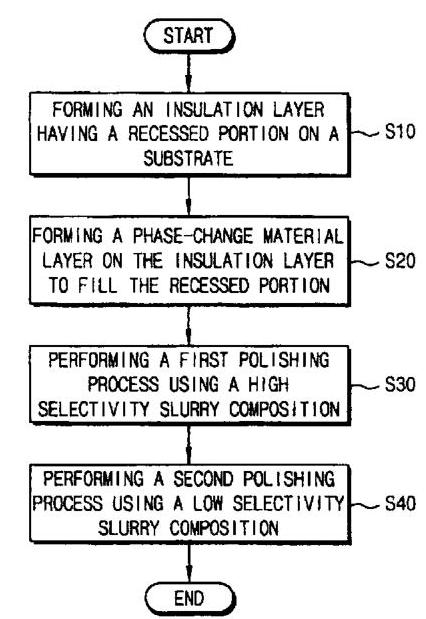 START
FORMING AN INSULATION LAYER
HAVING A RECESSED PORTION ON A
SUBSTRATE
S10
FORMING A PHASE-CHANGE MATERIAL
LAYER ON THE INSULATION LAYER
TO FILL THE RECESSED PORTION
S20
PERFORMING A FIRST POLISHING
PROCESS USING A HIGH
SELECTIVITY SLURRY COMPOSITION
S30
PERFORMING A SECOND POLISHING
PROCESS USING A LOW SELECTIVITY
SLURRY COMPOSITION
S40
END